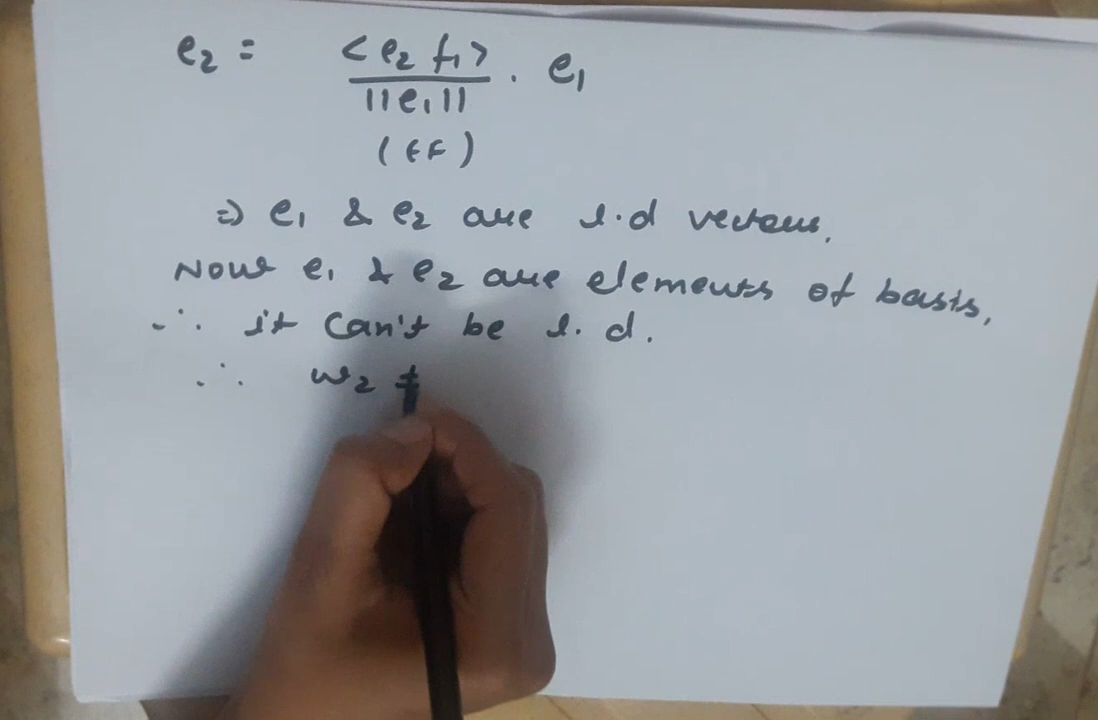 e₂ = <e₂ f₁> / ||e₁|| . e₁
(∈F)
⇒ e₁ & e₂ are l.d vectors.
Now e₁ & e₂ are elements of basis,
∴ it can't be l.d.
∴ w₂ ≠